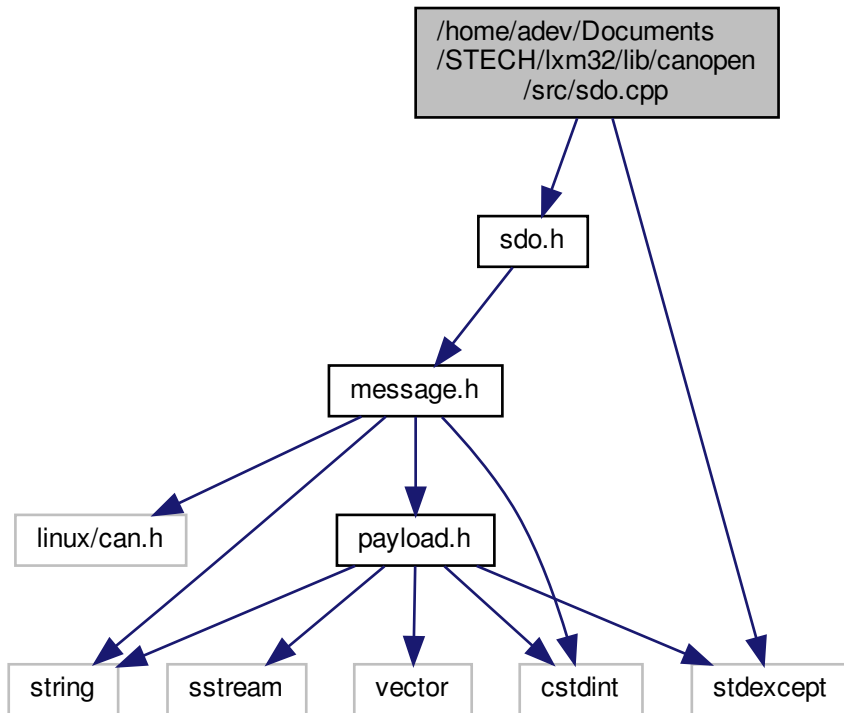 /home/adev/Documents
/STECH/lxm32/lib/canopen
/src/sdo.cpp
sdo.h
message.h
linux/can.h
payload.h
string
sstream
vector
cstdint
stdexcept